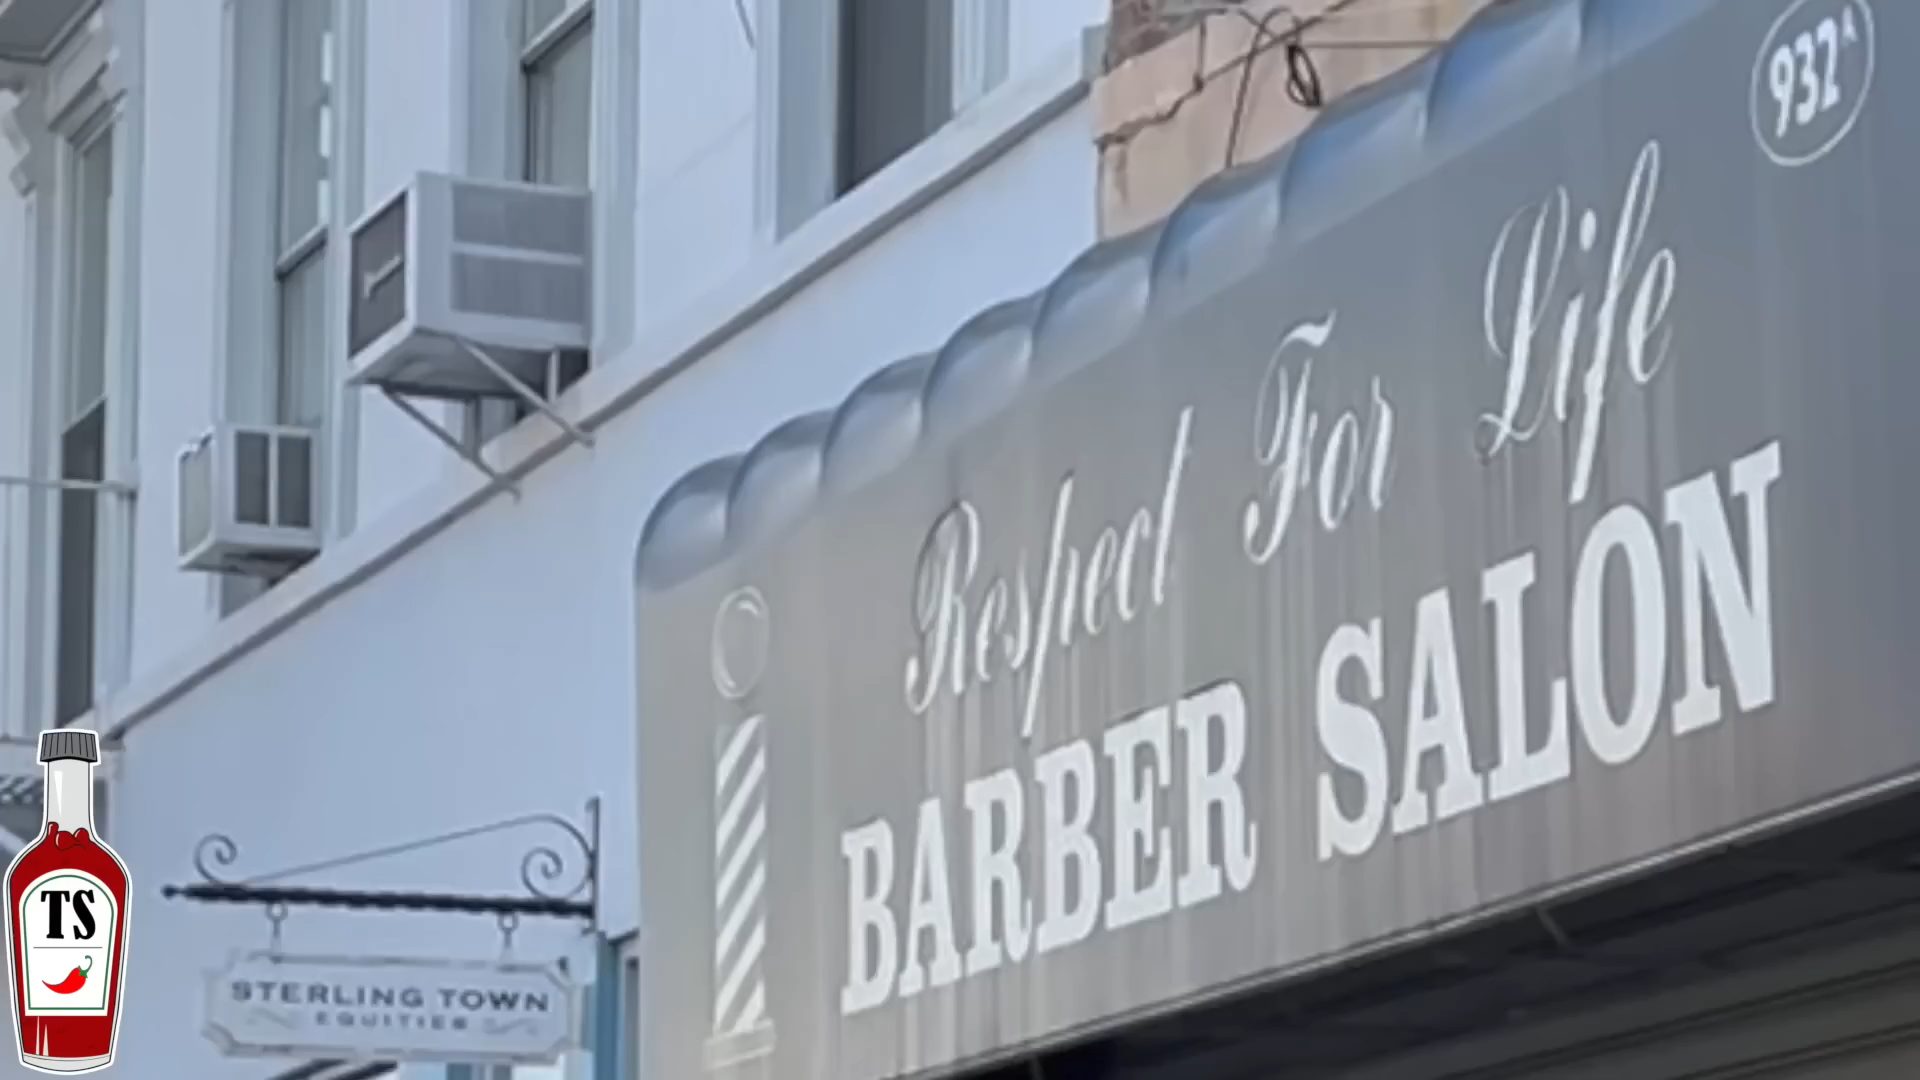 932A
Respect For Life
BARBER SALON
STERLING TOWN
EQUITIES
TS